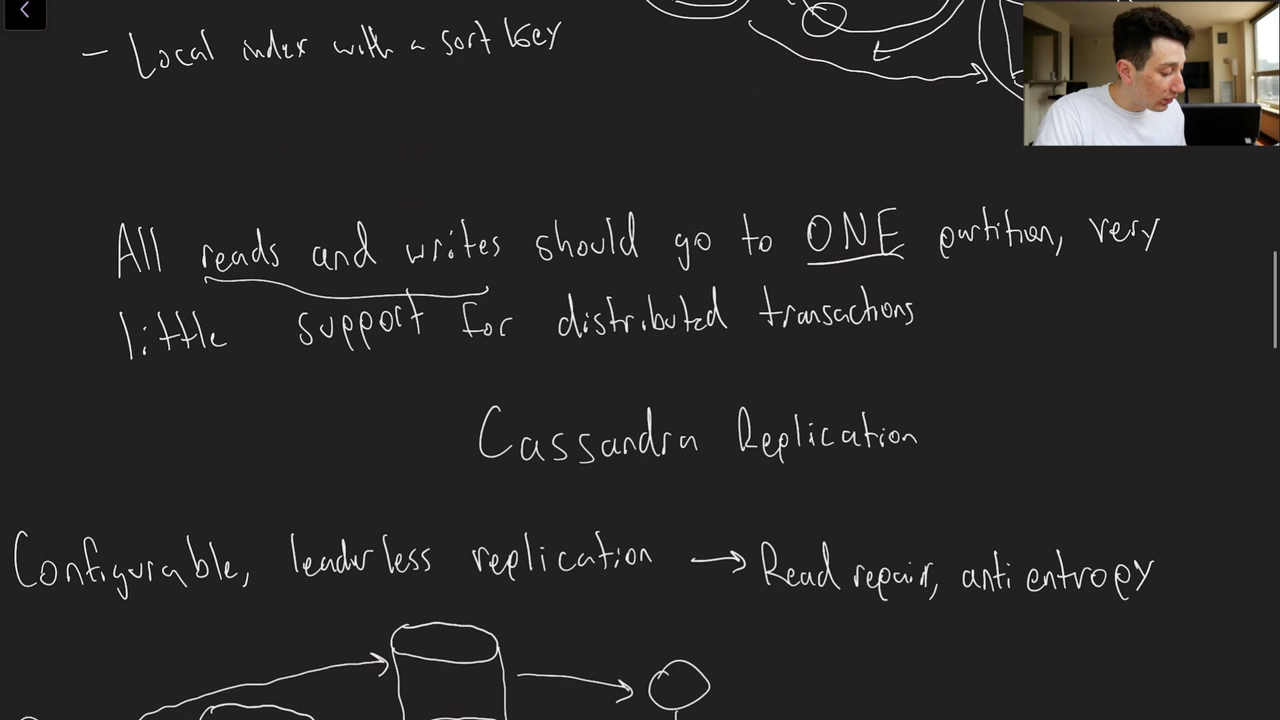 - Local index with a sort key
All reads and writes should go to ONE partition, very
little support for distributed transactions
Cassandra Replication
Configurable, leaderless replication → Read repair, anti entropy